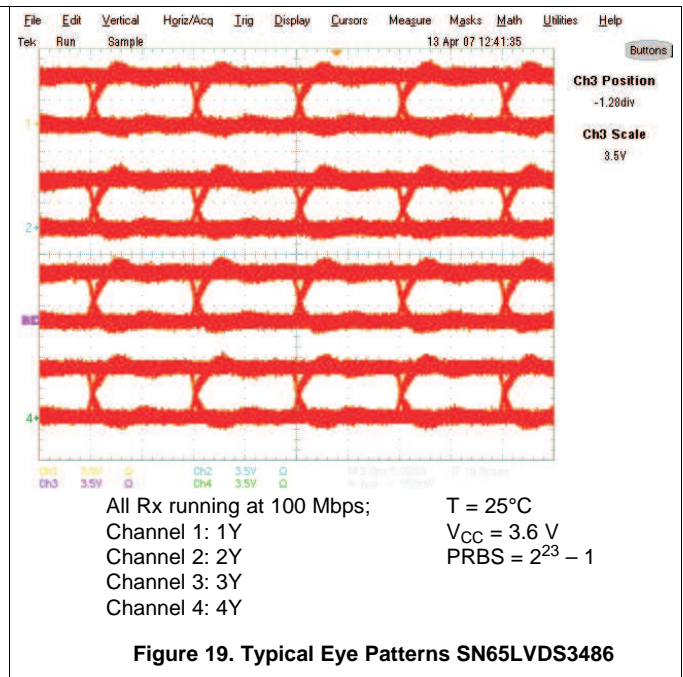 File Edit Vertical Horiz/Acq Trig Display Cursors Measure Masks Math Utilities Help
Tek Run Sample 13 Apr 07 12:41:35
Buttons
Ch3 Position
-1.28div
Ch3 Scale
3.5V
1
2
4
Ch1 3.5V Ω Ch2 3.5V Ω
Ch3 3.5V Ω Ch4 3.5V Ω
All Rx running at 100 Mbps; T = 25°C
Channel 1: 1Y VCC = 3.6 V
Channel 2: 2Y PRBS = 2^23 – 1
Channel 3: 3Y
Channel 4: 4Y
Figure 19. Typical Eye Patterns SN65LVDS3486